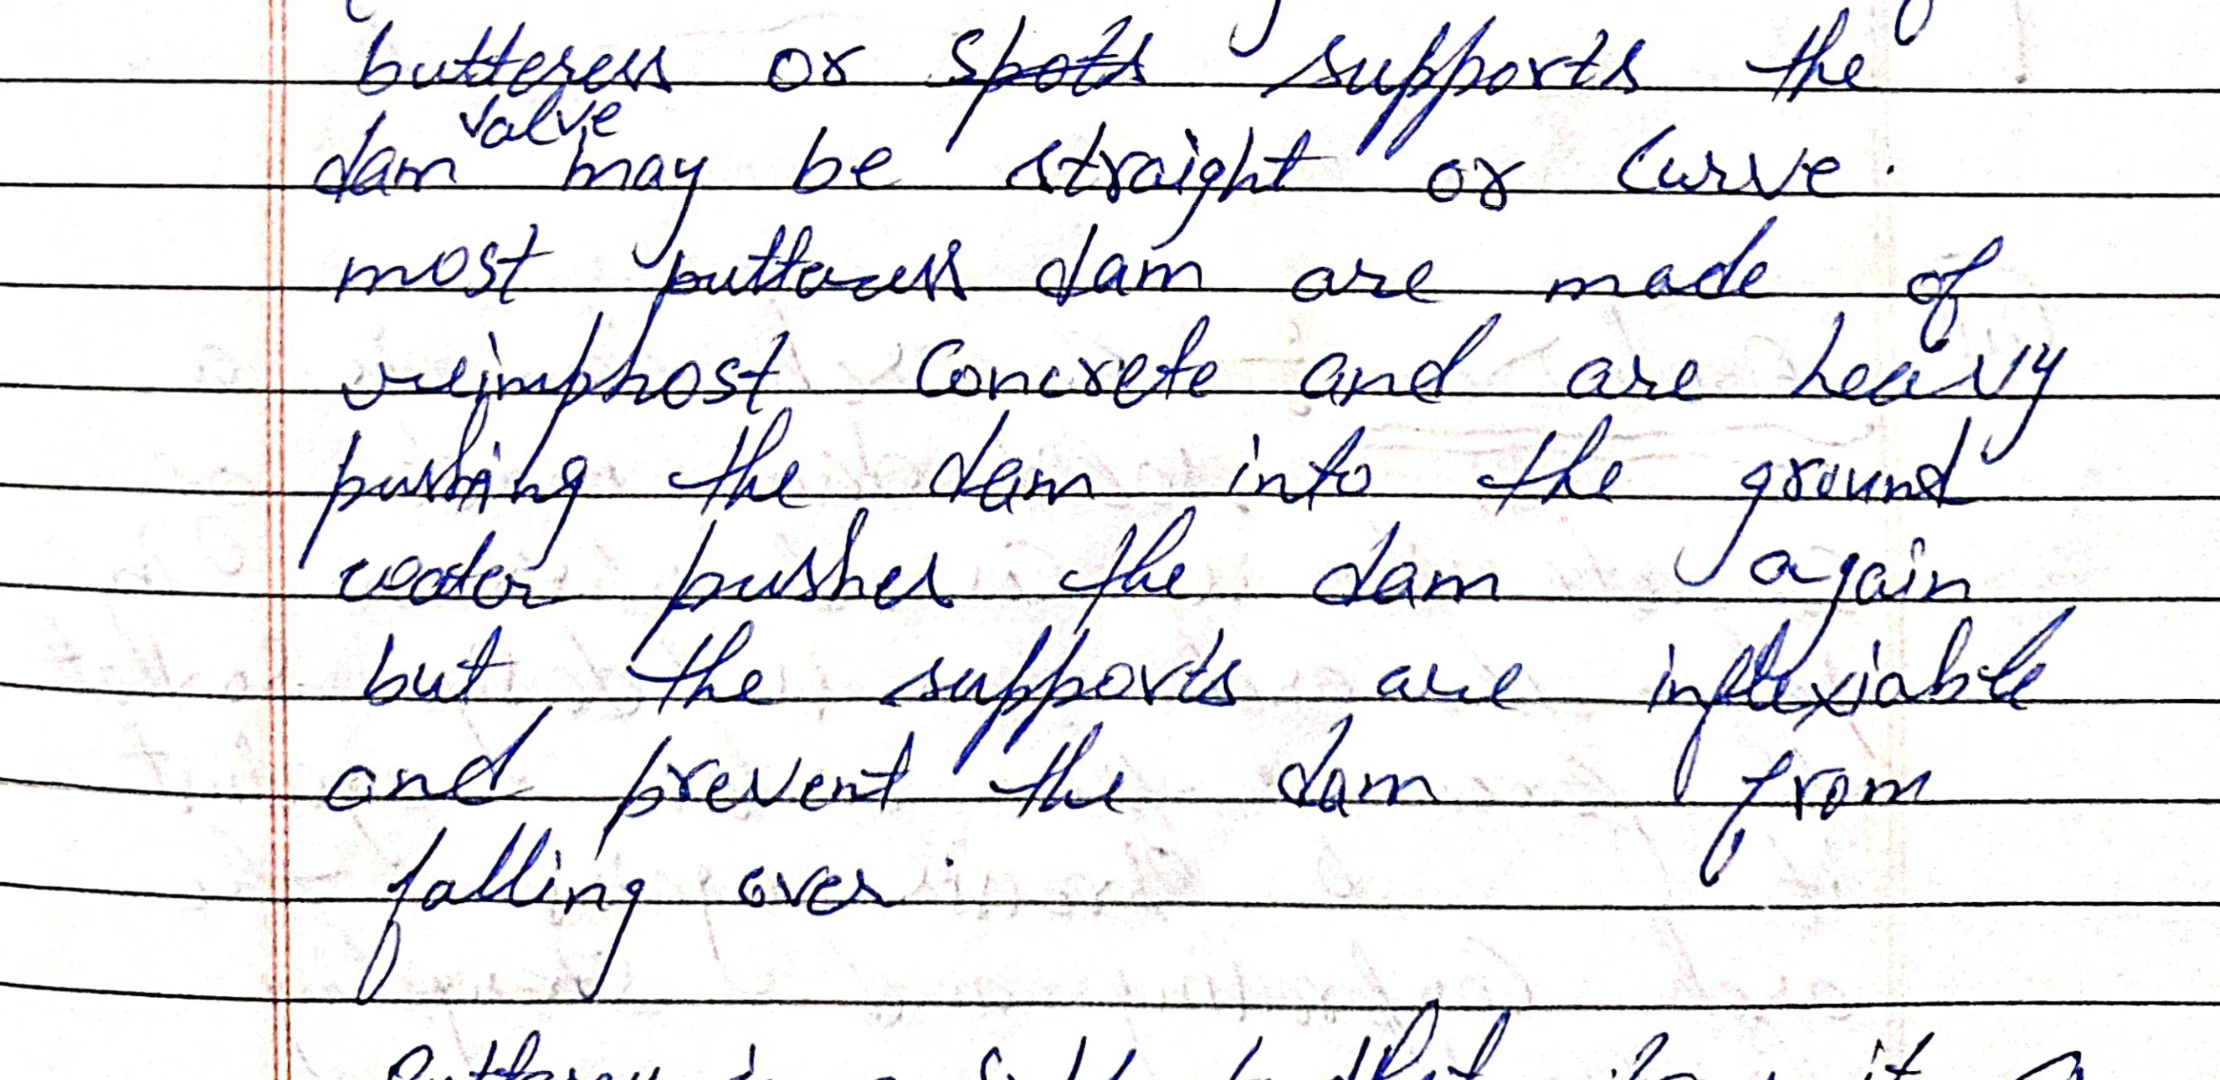 butteress or spots supports the
dam valve may be straight or curve.
most putteress dam are made of
reimphost concrete and are heavy
pushing the dam into the ground
water pushes the dam again
but the supports are inflexiable
and prevent the dam from
falling over.